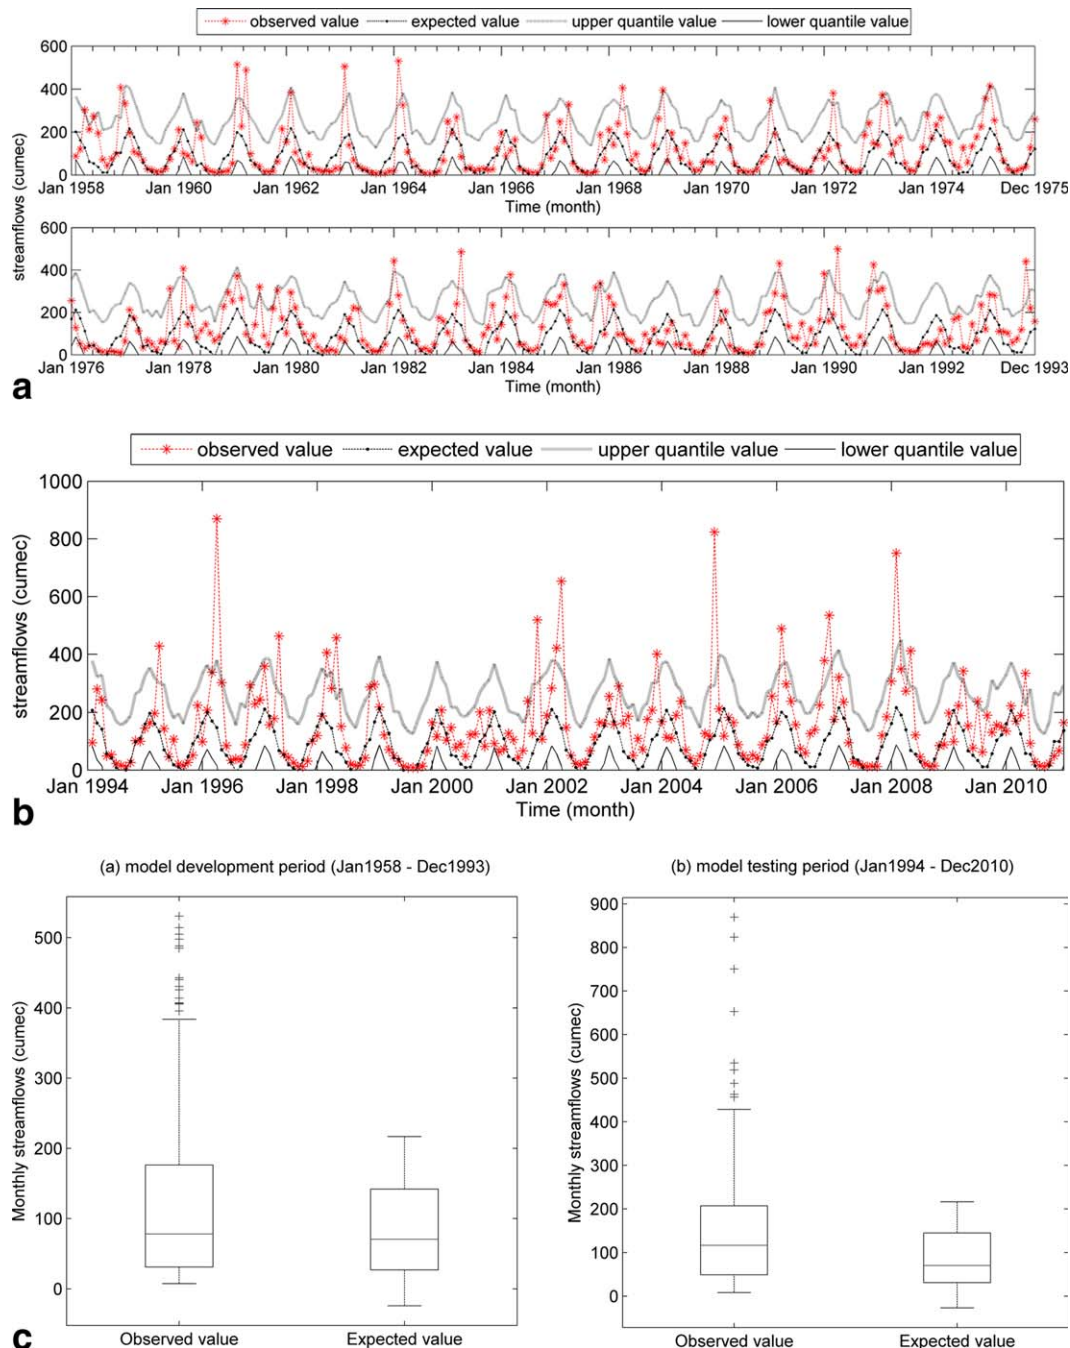 observed value expected value upper quantile value lower quantile value
600
400
200
0
Jan 1958 Jan 1960 Jan 1962 Jan 1964 Jan 1966 Jan 1968 Jan 1970 Jan 1972 Jan 1974 Dec 1975
Time (month)
streamflows (cumec)
600
400
200
0
Jan 1976 Jan 1978 Jan 1980 Jan 1982 Jan 1984 Jan 1986 Jan 1988 Jan 1990 Jan 1992 Dec 1993
Time (month)
a
observed value expected value upper quantile value lower quantile value
1000
800
600
400
200
0
streamflows (cumec)
Jan 1994 Jan 1996 Jan 1998 Jan 2000 Jan 2002 Jan 2004 Jan 2006 Jan 2008 Jan 2010
Time (month)
b
(a) model development period (Jan1958 - Dec1993)
500
400
300
200
100
0
Monthly streamflows (cumec)
Observed value Expected value
(b) model testing period (Jan1994 - Dec2010)
900
800
700
600
500
400
300
200
100
0
Monthly streamflows (cumec)
Observed value Expected value
c